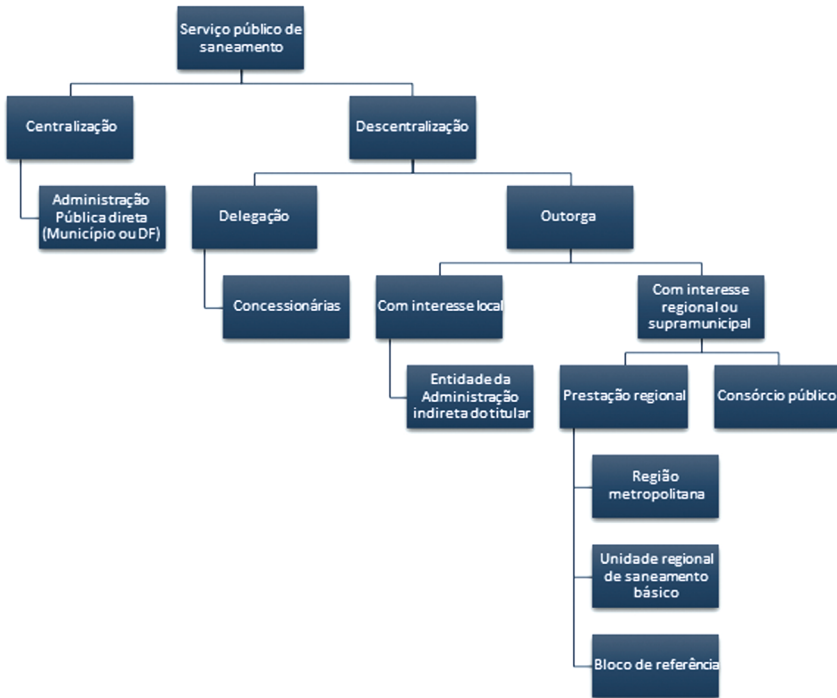 Serviço público de
saneamento
Centralização
Descentralização
Administração
Pública direta
(Município ou DF)
Delegação
Outorga
Concessionárias
Com interesse local
Com interesse
regional ou
supramunicipal
Entidade da
Administração
indireta do titular
Prestação regional
Consórcio público
Região
metropolitana
Unidade regional
de saneamento
básico
Bloco de referência